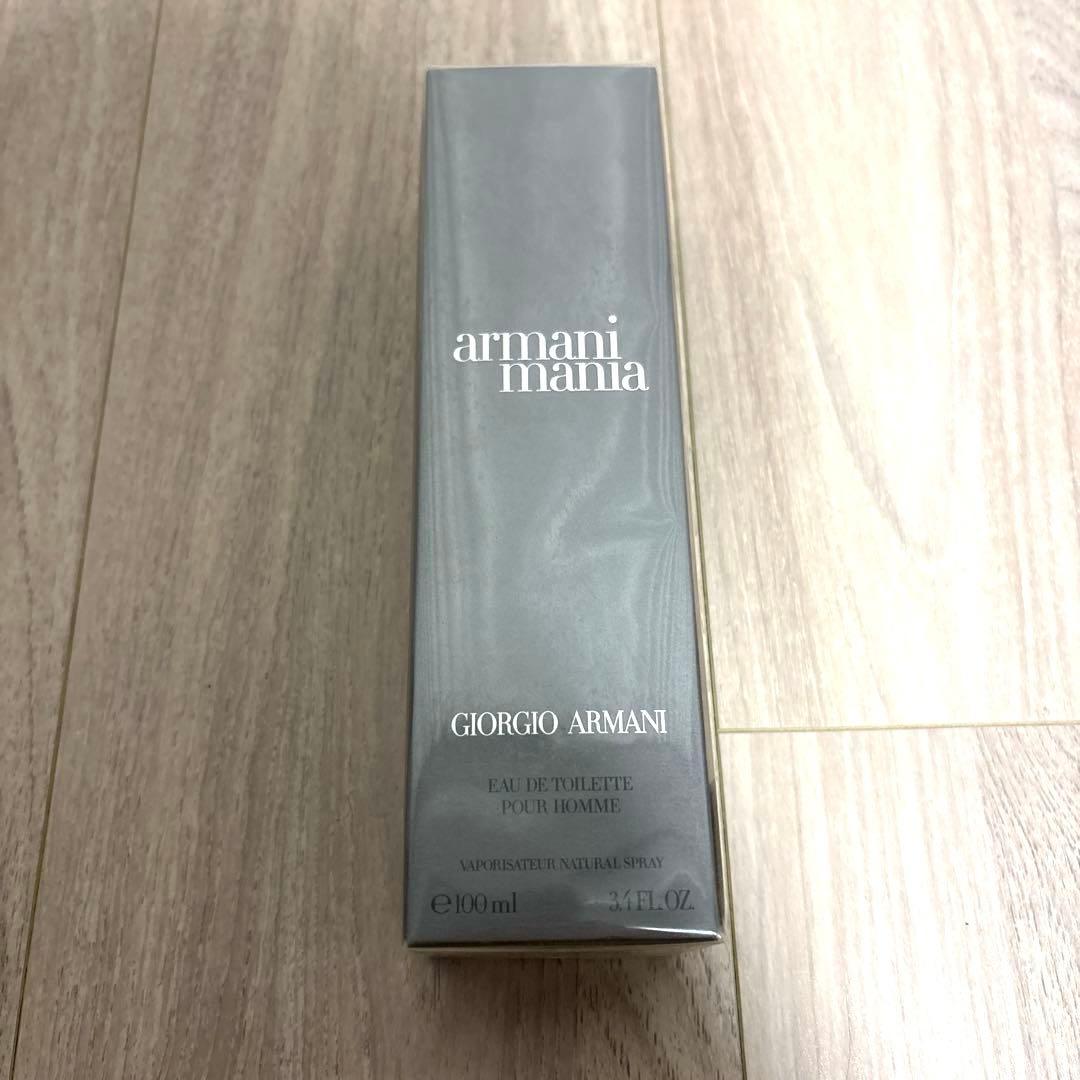 armani
mania
GIORGIO ARMANI
EAU DE TOILETTE
POUR HOMME
VAPORISATEUR NATURAL SPRAY
℮100 ml 3.4 FL.OZ.